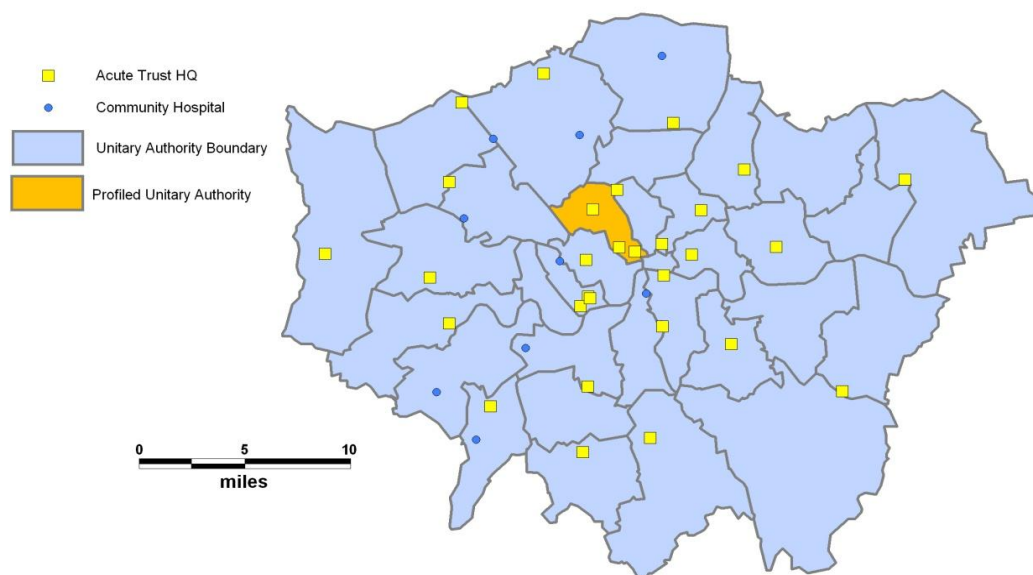 Acute Trust HQ
Community Hospital
Unitary Authority Boundary
Profiled Unitary Authority
0 5 10
miles